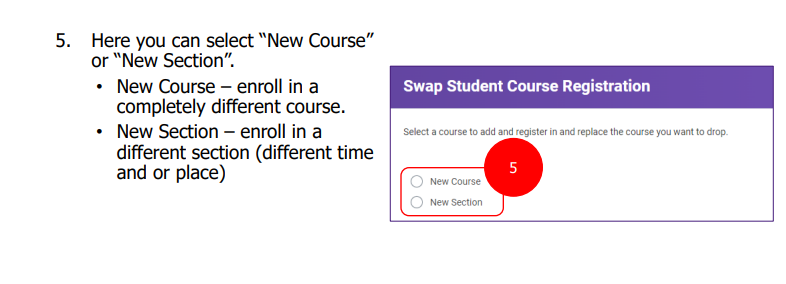 5. Here you can select “New Course”
or “New Section”.
• New Course – enroll in a
completely different course.
• New Section – enroll in a
different section (different time
and or place)
Swap Student Course Registration
Select a course to add and register in and replace the course you want to drop.
5
New Course
New Section